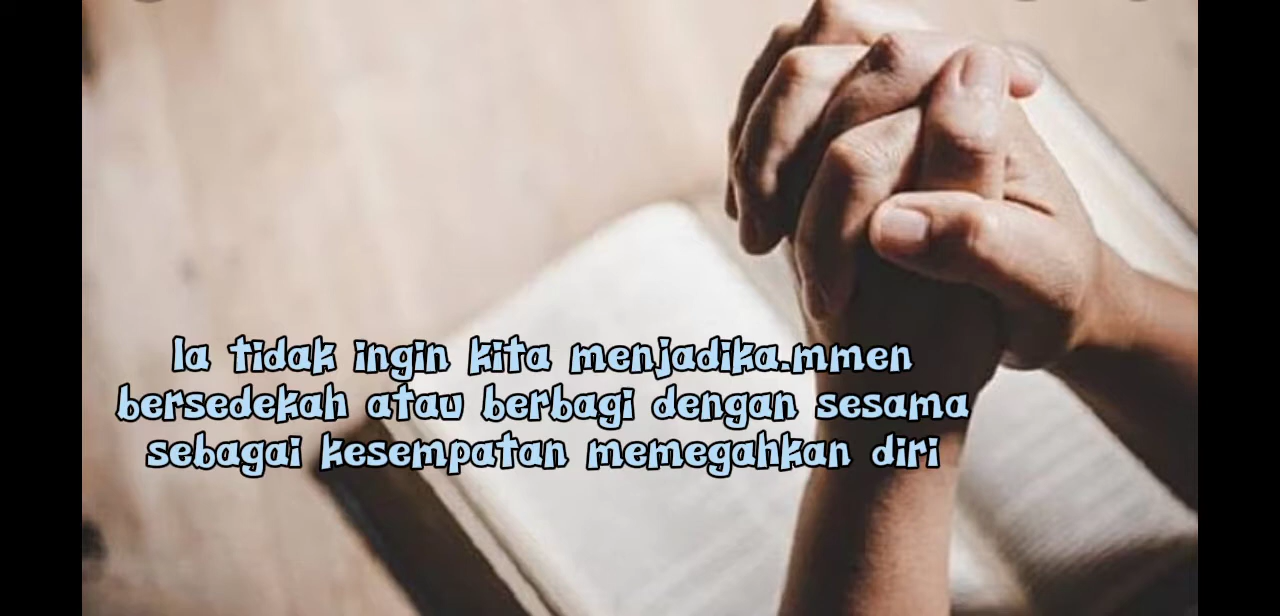 Ia tidak ingin kita menjadika.mmen
bersedekah atau berbagi dengan sesama
sebagai kesempatan memegahkan diri